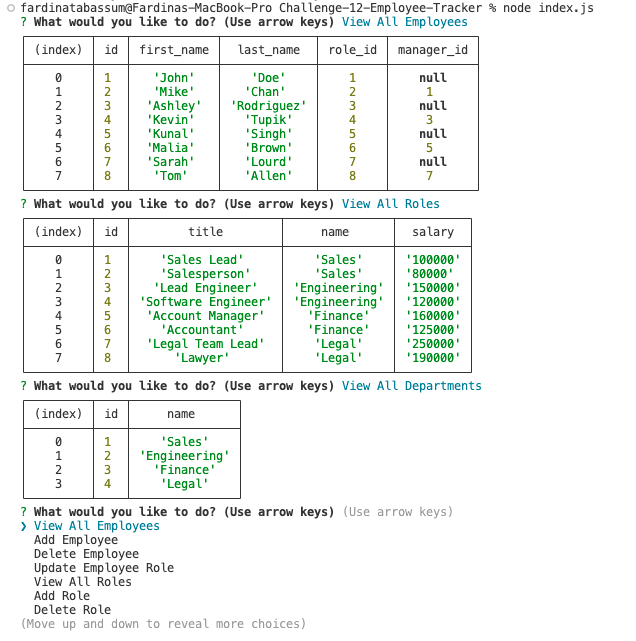 fardinatabassum@Fardinas-MacBook-Pro Challenge-12-Employee-Tracker % node index.js
? What would you like to do? (Use arrow keys) View All Employees
(index) id first_name last_name role_id manager_id
0 1 'John' 'Doe' 1 null
1 2 'Mike' 'Chan' 2 1
2 3 'Ashley' 'Rodriguez' 3 null
3 4 'Kevin' 'Tupik' 4 3
4 5 'Kunal' 'Singh' 5 null
5 6 'Malia' 'Brown' 6 5
6 7 'Sarah' 'Lourd' 7 null
7 8 'Tom' 'Allen' 8 7
? What would you like to do? (Use arrow keys) View All Roles
(index) id title name salary
0 1 'Sales Lead' 'Sales' '100000'
1 2 'Salesperson' 'Sales' '80000'
2 3 'Lead Engineer' 'Engineering' '150000'
3 4 'Software Engineer' 'Engineering' '120000'
4 5 'Account Manager' 'Finance' '160000'
5 6 'Accountant' 'Finance' '125000'
6 7 'Legal Team Lead' 'Legal' '250000'
7 8 'Lawyer' 'Legal' '190000'
? What would you like to do? (Use arrow keys) View All Departments
(index) id name
0 1 'Sales'
1 2 'Engineering'
2 3 'Finance'
3 4 'Legal'
? What would you like to do? (Use arrow keys) (Use arrow keys)
❯ View All Employees
Add Employee
Delete Employee
Update Employee Role
View All Roles
Add Role
Delete Role
(Move up and down to reveal more choices)